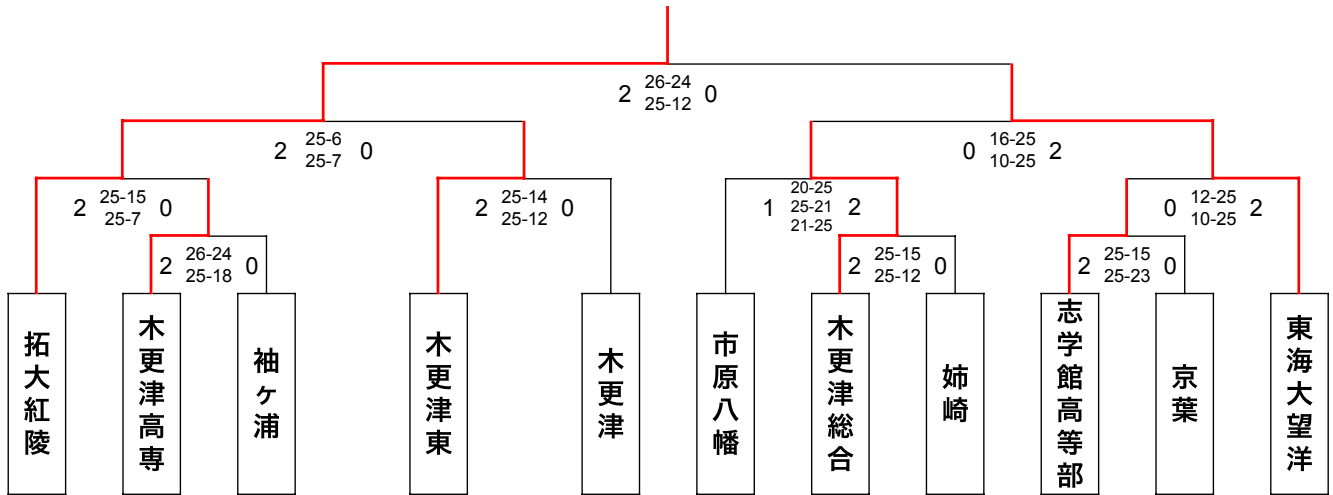 26-24
2 25-12 0
25-6
2 25-7 0
16-25
0 10-25 2
25-15
2 25-7 0
25-14
2 25-12 0
20-25
1 25-21 2
21-25
12-25
0 10-25 2
26-24
2 25-18 0
25-15
2 25-12 0
25-15
2 25-23 0
拓大紅陵
木更津高専
袖ヶ浦
木更津東
木更津
市原八幡
木更津総合
姉崎
志学館高等部
京葉
東海大望洋